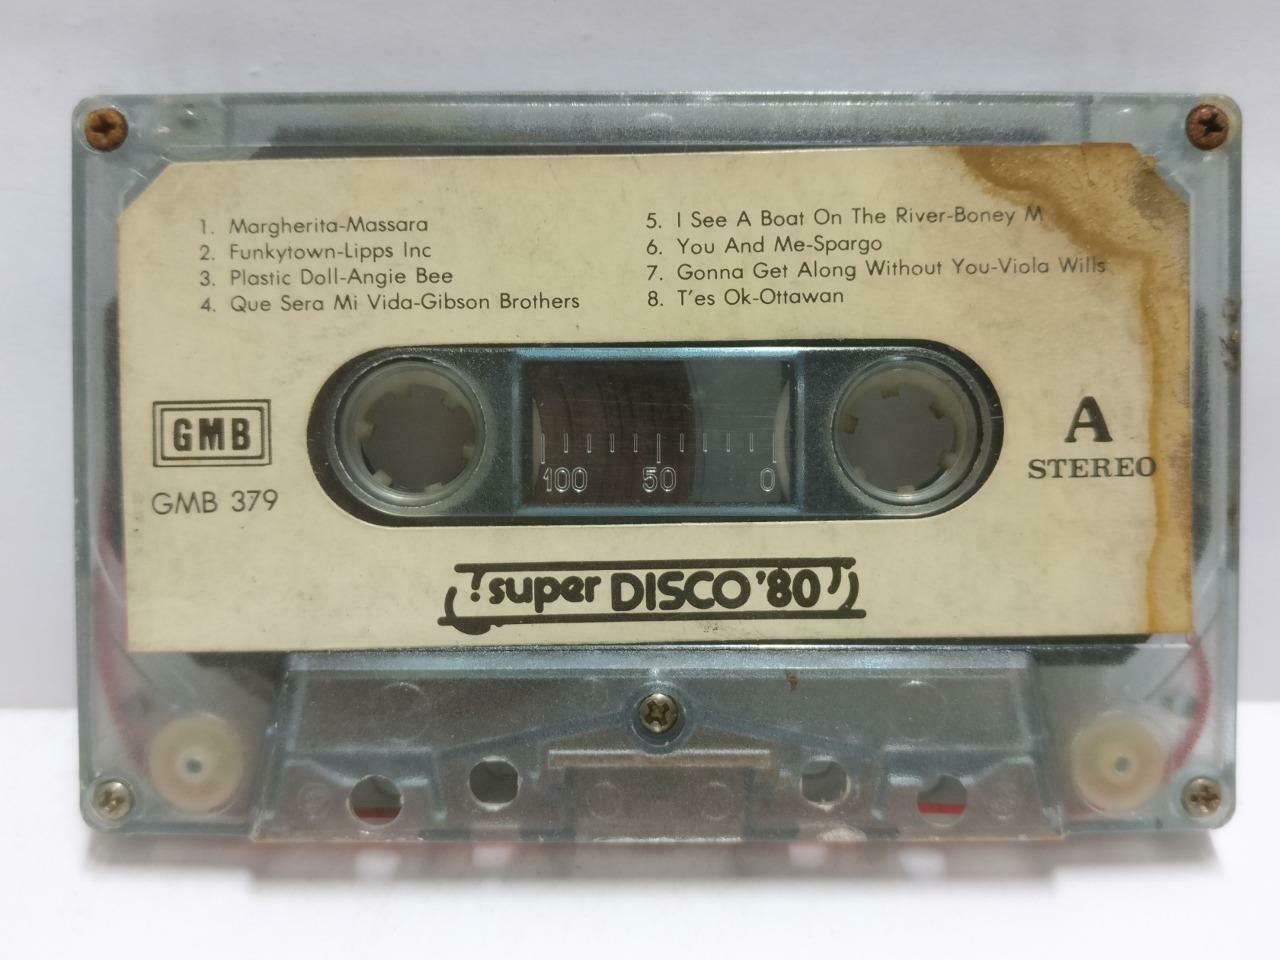 1. Margherita-Massara
2. Funkytown-Lipps Inc
3. Plastic Doll-Angie Bee
4. Que Sera Mi Vida-Gibson Brothers
5. I See A Boat On The River-Boney M
6. You And Me-Spargo
7. Gonna Get Along Without You-Viola Wills
8. T'es Ok-Ottawan
GMB
GMB 379
100 50 0
A
STEREO
super DISCO '80